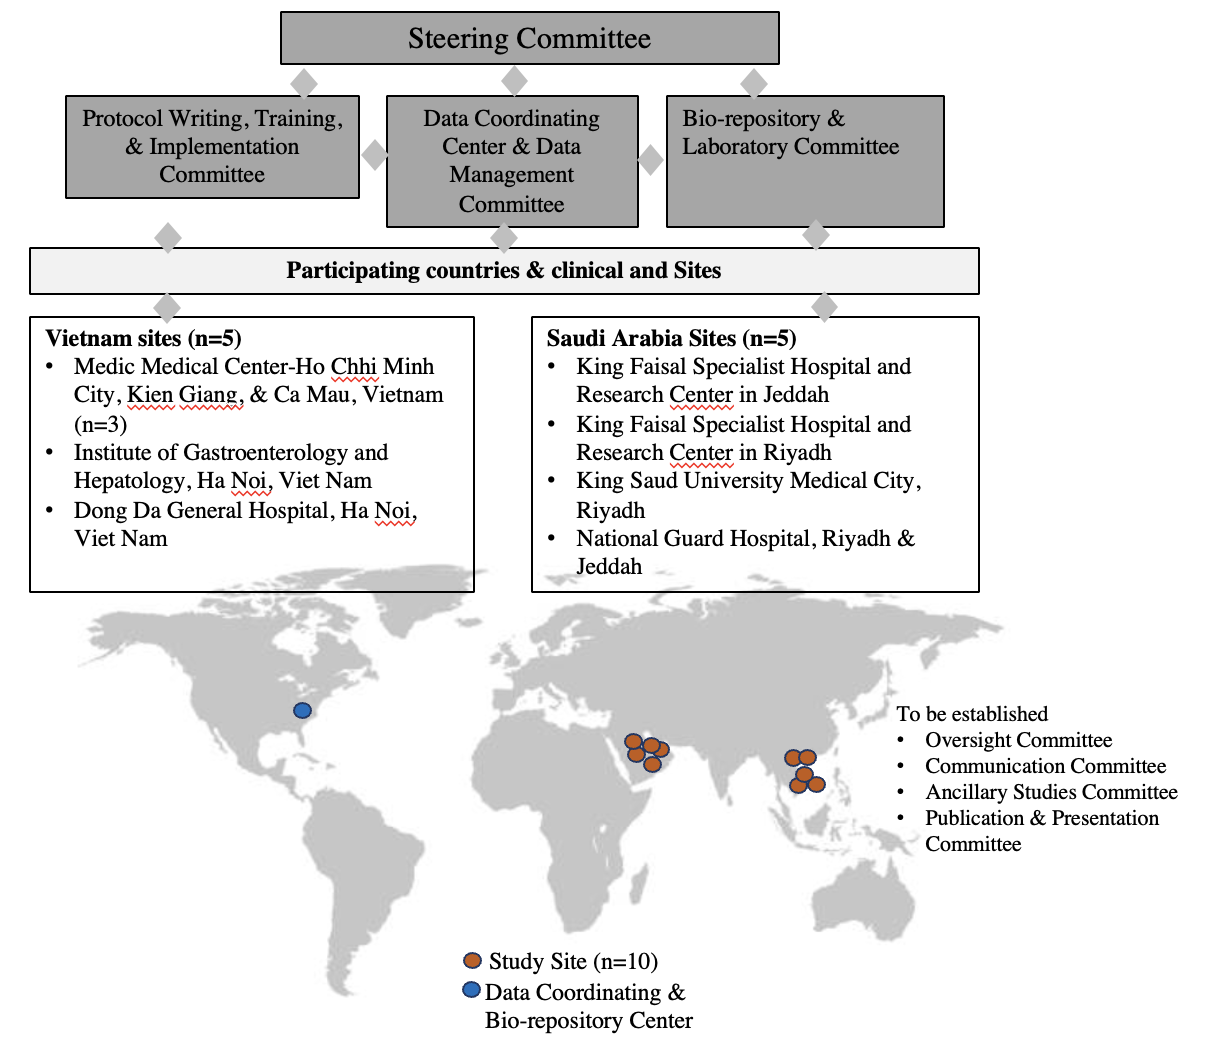 Steering Committee
Protocol Writing, Training,
& Implementation
Committee
Data Coordinating
Center & Data
Management
Committee
Bio-repository &
Laboratory Committee
Participating countries & clinical and Sites
Vietnam sites (n=5)
• Medic Medical Center-Ho Chhi Minh
City, Kien Giang, & Ca Mau, Vietnam
(n=3)
• Institute of Gastroenterology and
Hepatology, Ha Noi, Viet Nam
• Dong Da General Hospital, Ha Noi,
Viet Nam
Saudi Arabia Sites (n=5)
• King Faisal Specialist Hospital and
Research Center in Jeddah
• King Faisal Specialist Hospital and
Research Center in Riyadh
• King Saud University Medical City,
Riyadh
• National Guard Hospital, Riyadh &
Jeddah
To be established
• Oversight Committee
• Communication Committee
• Ancillary Studies Committee
• Publication & Presentation
Committee
Study Site (n=10)
Data Coordinating &
Bio-repository Center